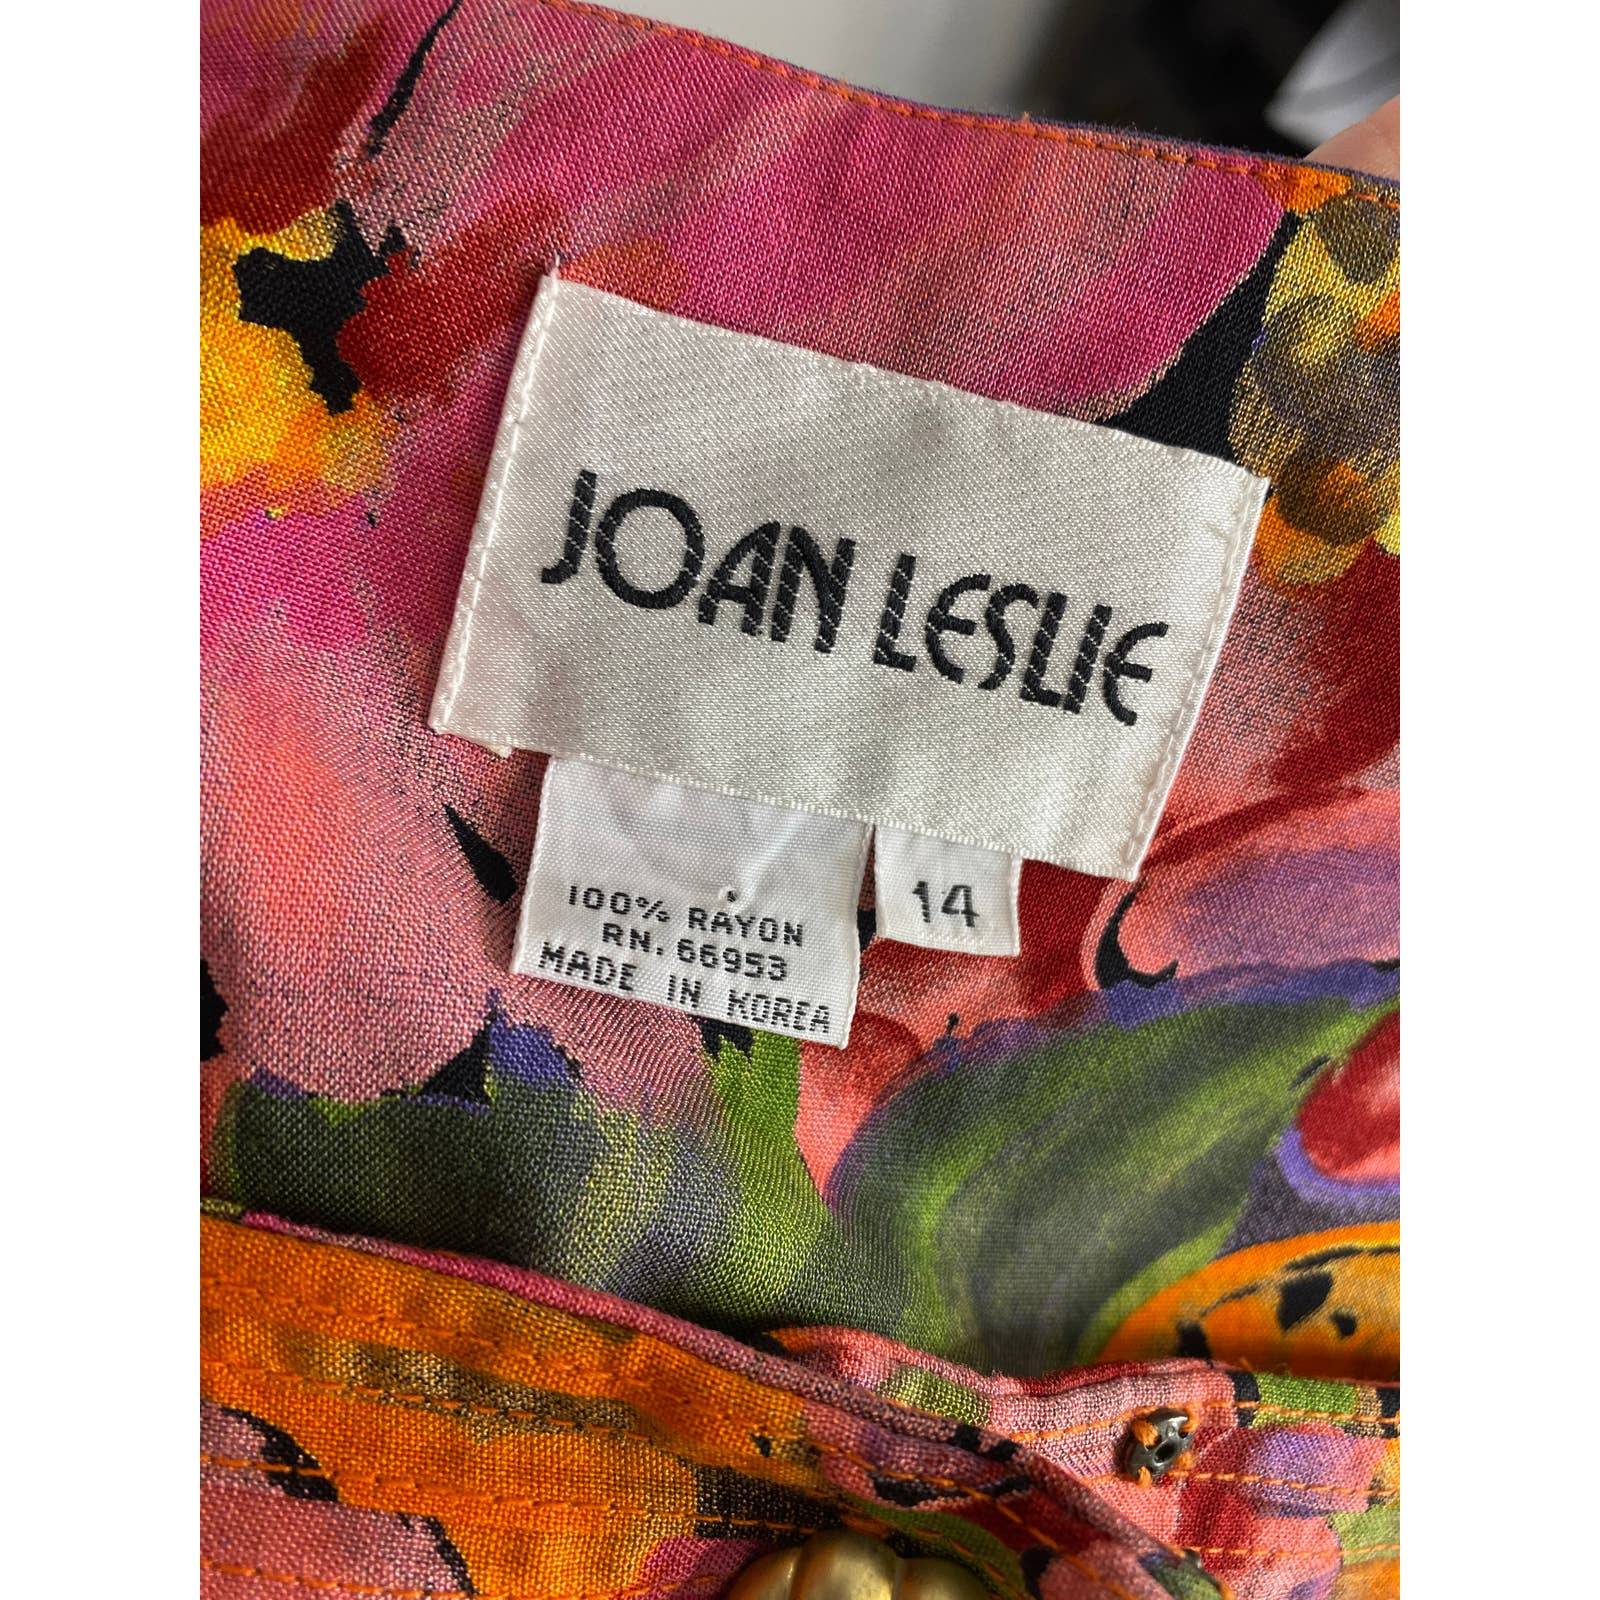 JOAN LESLIE
100% RAYON
RN. 66953
MADE IN KOREA
14